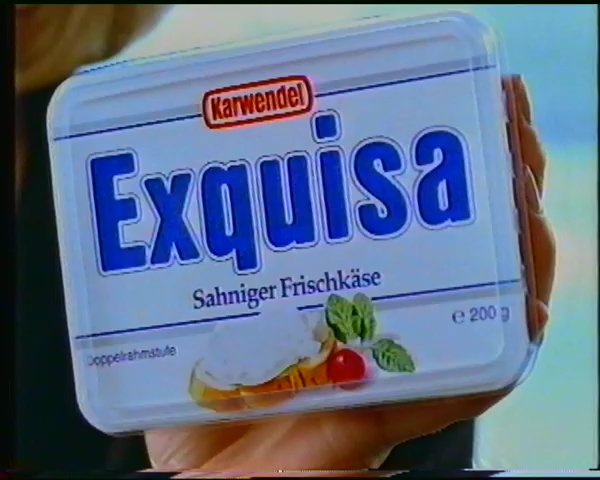 Karwendel
Exquisa
Sahniger Frischkäse
℮ 200 g
Doppelrahmstufe